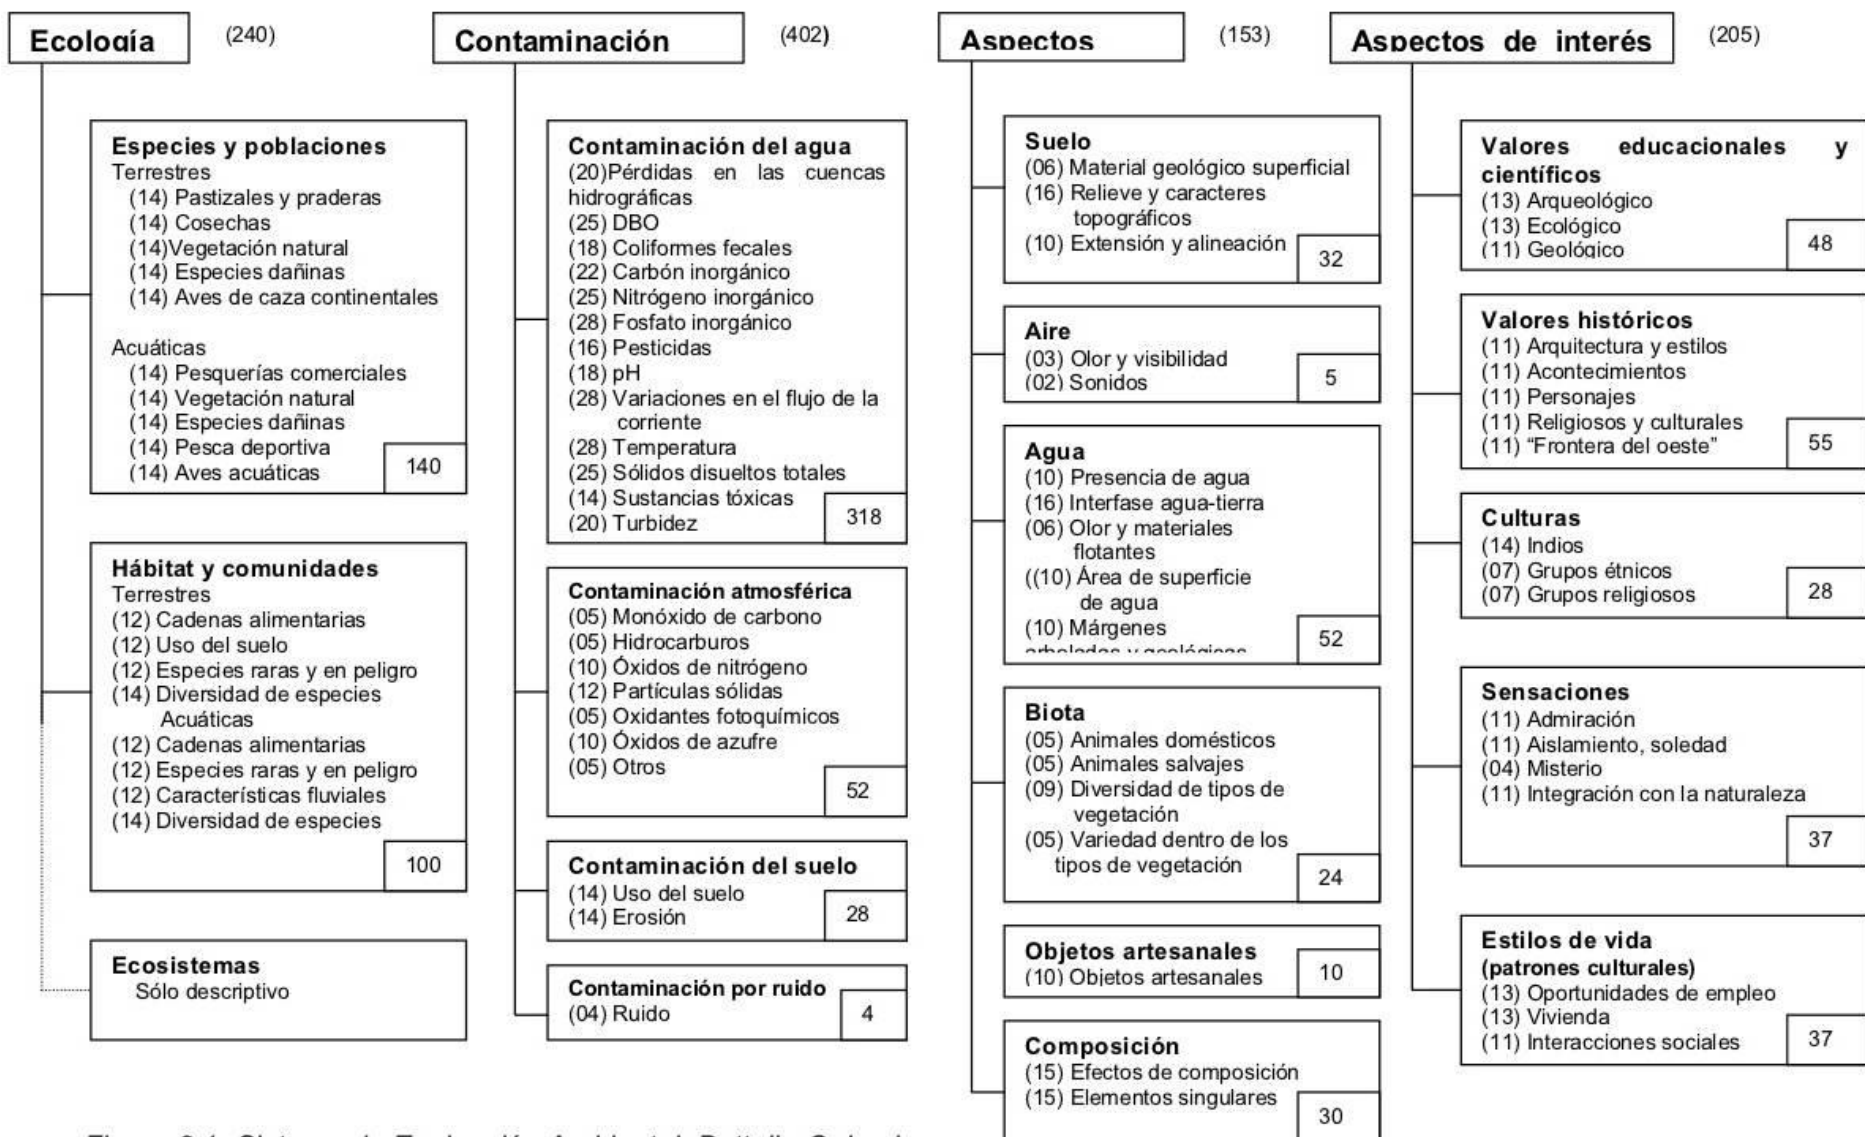 Ecología (240)
Especies y poblaciones
Terrestres
(14) Pastizales y praderas
(14) Cosechas
(14)Vegetación natural
(14) Especies dañinas
(14) Aves de caza continentales
Acuáticas
(14) Pesquerías comerciales
(14) Vegetación natural
(14) Especies dañinas
(14) Pesca deportiva
(14) Aves acuáticas
140
Hábitat y comunidades
Terrestres
(12) Cadenas alimentarias
(12) Uso del suelo
(12) Especies raras y en peligro
(14) Diversidad de especies
Acuáticas
(12) Cadenas alimentarias
(12) Especies raras y en peligro
(12) Características fluviales
(14) Diversidad de especies
100
Ecosistemas
Sólo descriptivo
Contaminación (402)
Contaminación del agua
(20)Pérdidas en las cuencas
hidrográficas
(25) DBO
(18) Coliformes fecales
(22) Carbón inorgánico
(25) Nitrógeno inorgánico
(28) Fosfato inorgánico
(16) Pesticidas
(18) pH
(28) Variaciones en el flujo de la
corriente
(28) Temperatura
(25) Sólidos disueltos totales
(14) Sustancias tóxicas
(20) Turbidez
318
Contaminación atmosférica
(05) Monóxido de carbono
(05) Hidrocarburos
(10) Óxidos de nitrógeno
(12) Partículas sólidas
(05) Oxidantes fotoquímicos
(10) Óxidos de azufre
(05) Otros
52
Contaminación del suelo
(14) Uso del suelo
(14) Erosión
28
Contaminación por ruido
(04) Ruido
4
Aspectos (153)
Suelo
(06) Material geológico superficial
(16) Relieve y caracteres
topográficos
(10) Extensión y alineación
32
Aire
(03) Olor y visibilidad
(02) Sonidos
5
Agua
(10) Presencia de agua
(16) Interfase agua-tierra
(06) Olor y materiales
flotantes
((10) Área de superficie
de agua
(10) Márgenes
arboladas y geológicas
52
Biota
(05) Animales domésticos
(05) Animales salvajes
(09) Diversidad de tipos de
vegetación
(05) Variedad dentro de los
tipos de vegetación
24
Objetos artesanales
(10) Objetos artesanales
10
Composición
(15) Efectos de composición
(15) Elementos singulares
30
Aspectos de interés (205)
Valores educacionales y
científicos
(13) Arqueológico
(13) Ecológico
(11) Geológico
48
Valores históricos
(11) Arquitectura y estilos
(11) Acontecimientos
(11) Personajes
(11) Religiosos y culturales
(11) “Frontera del oeste”
55
Culturas
(14) Indios
(07) Grupos étnicos
(07) Grupos religiosos
28
Sensaciones
(11) Admiración
(11) Aislamiento, soledad
(04) Misterio
(11) Integración con la naturaleza
37
Estilos de vida
(patrones culturales)
(13) Oportunidades de empleo
(13) Vivienda
(11) Interacciones sociales
37